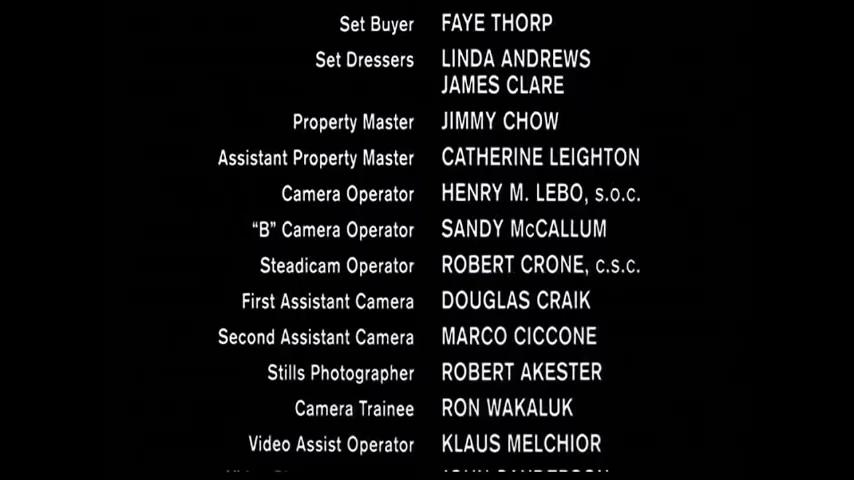 Set Buyer FAYE THORP
Set Dressers LINDA ANDREWS
JAMES CLARE
Property Master JIMMY CHOW
Assistant Property Master CATHERINE LEIGHTON
Camera Operator HENRY M. LEBO, S.O.C.
“B” Camera Operator SANDY McCALLUM
Steadicam Operator ROBERT CRONE, C.S.C.
First Assistant Camera DOUGLAS CRAIK
Second Assistant Camera MARCO CICCONE
Stills Photographer ROBERT AKESTER
Camera Trainee RON WAKALUK
Video Assist Operator KLAUS MELCHIOR